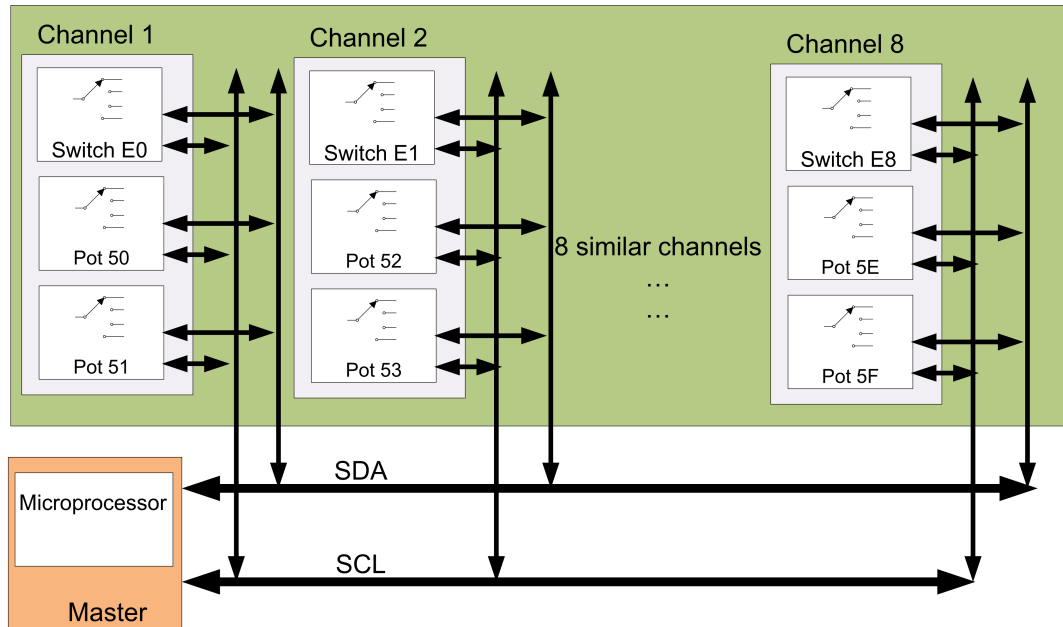 Channel 1
Switch E0
Pot 50
Pot 51
Channel 2
Switch E1
Pot 52
Pot 53
8 similar channels
...
...
Channel 8
Switch E8
Pot 5E
Pot 5F
SDA
SCL
Microprocessor
Master